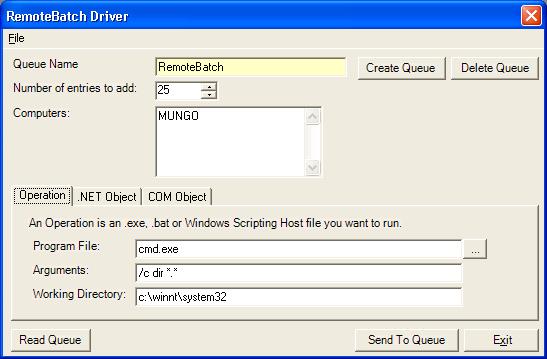 RemoteBatch Driver
File
Queue Name RemoteBatch Create Queue Delete Queue
Number of entries to add: 25
Computers: MUNGO
Operation .NET Object COM Object
An Operation is an .exe, .bat or Windows Scripting Host file you want to run.
Program File: cmd.exe ...
Arguments: /c dir *.*
Working Directory: c:\winnt\system32
Read Queue Send To Queue Exit